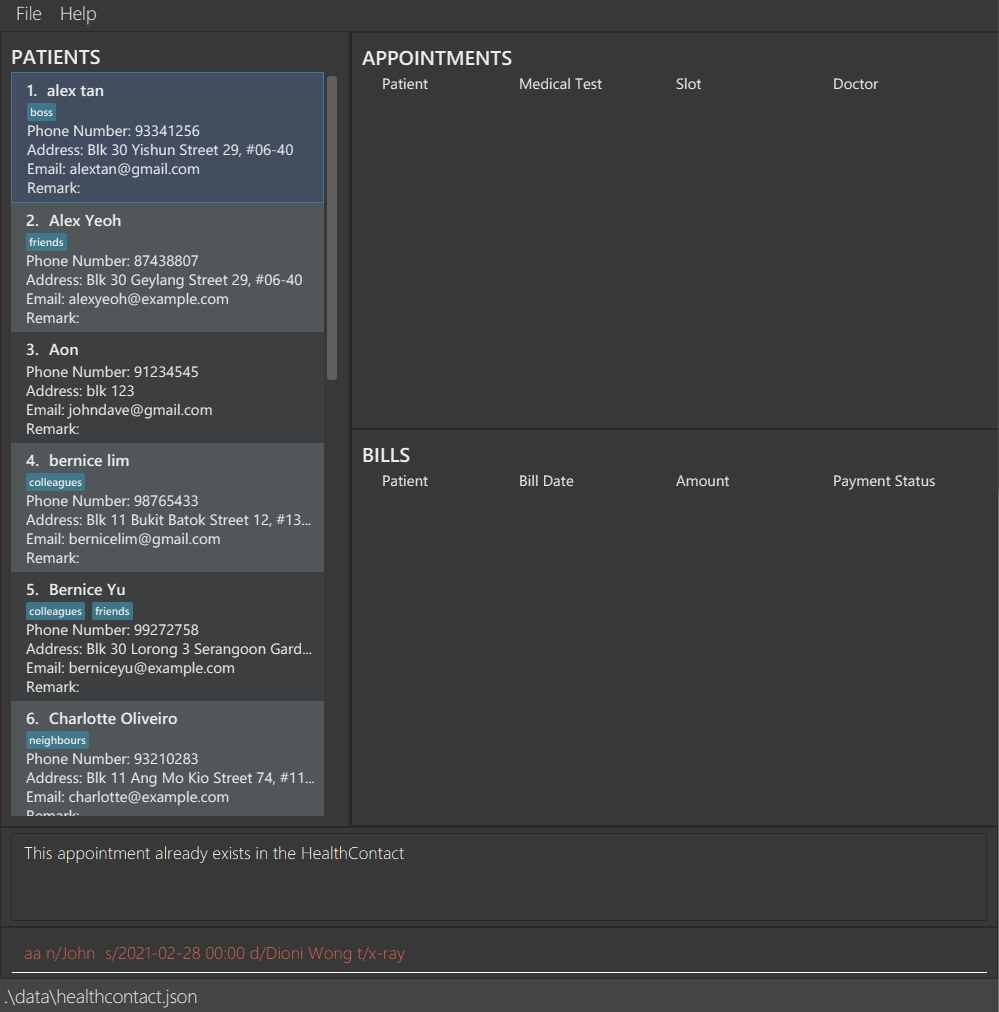 File Help
PATIENTS
1. alex tan
boss
Phone Number: 93341256
Address: Blk 30 Yishun Street 29, #06-40
Email: alextan@gmail.com
Remark:
2. Alex Yeoh
friends
Phone Number: 87438807
Address: Blk 30 Geylang Street 29, #06-40
Email: alexyeoh@example.com
Remark:
3. Aon
Phone Number: 91234545
Address: blk 123
Email: johndave@gmail.com
Remark:
4. bernice lim
colleagues
Phone Number: 98765433
Address: Blk 11 Bukit Batok Street 12, #13...
Email: bernicelim@gmail.com
Remark:
5. Bernice Yu
colleagues friends
Phone Number: 99272758
Address: Blk 30 Lorong 3 Serangoon Gard...
Email: berniceyu@example.com
Remark:
6. Charlotte Oliveiro
neighbours
Phone Number: 93210283
Address: Blk 11 Ang Mo Kio Street 74, #11...
Email: charlotte@example.com
Remark:
APPOINTMENTS
Patient Medical Test Slot Doctor
BILLS
Patient Bill Date Amount Payment Status
This appointment already exists in the HealthContact
aa n/John  s/2021-02-28 00:00 d/Dioni Wong t/x-ray
.\data\healthcontact.json